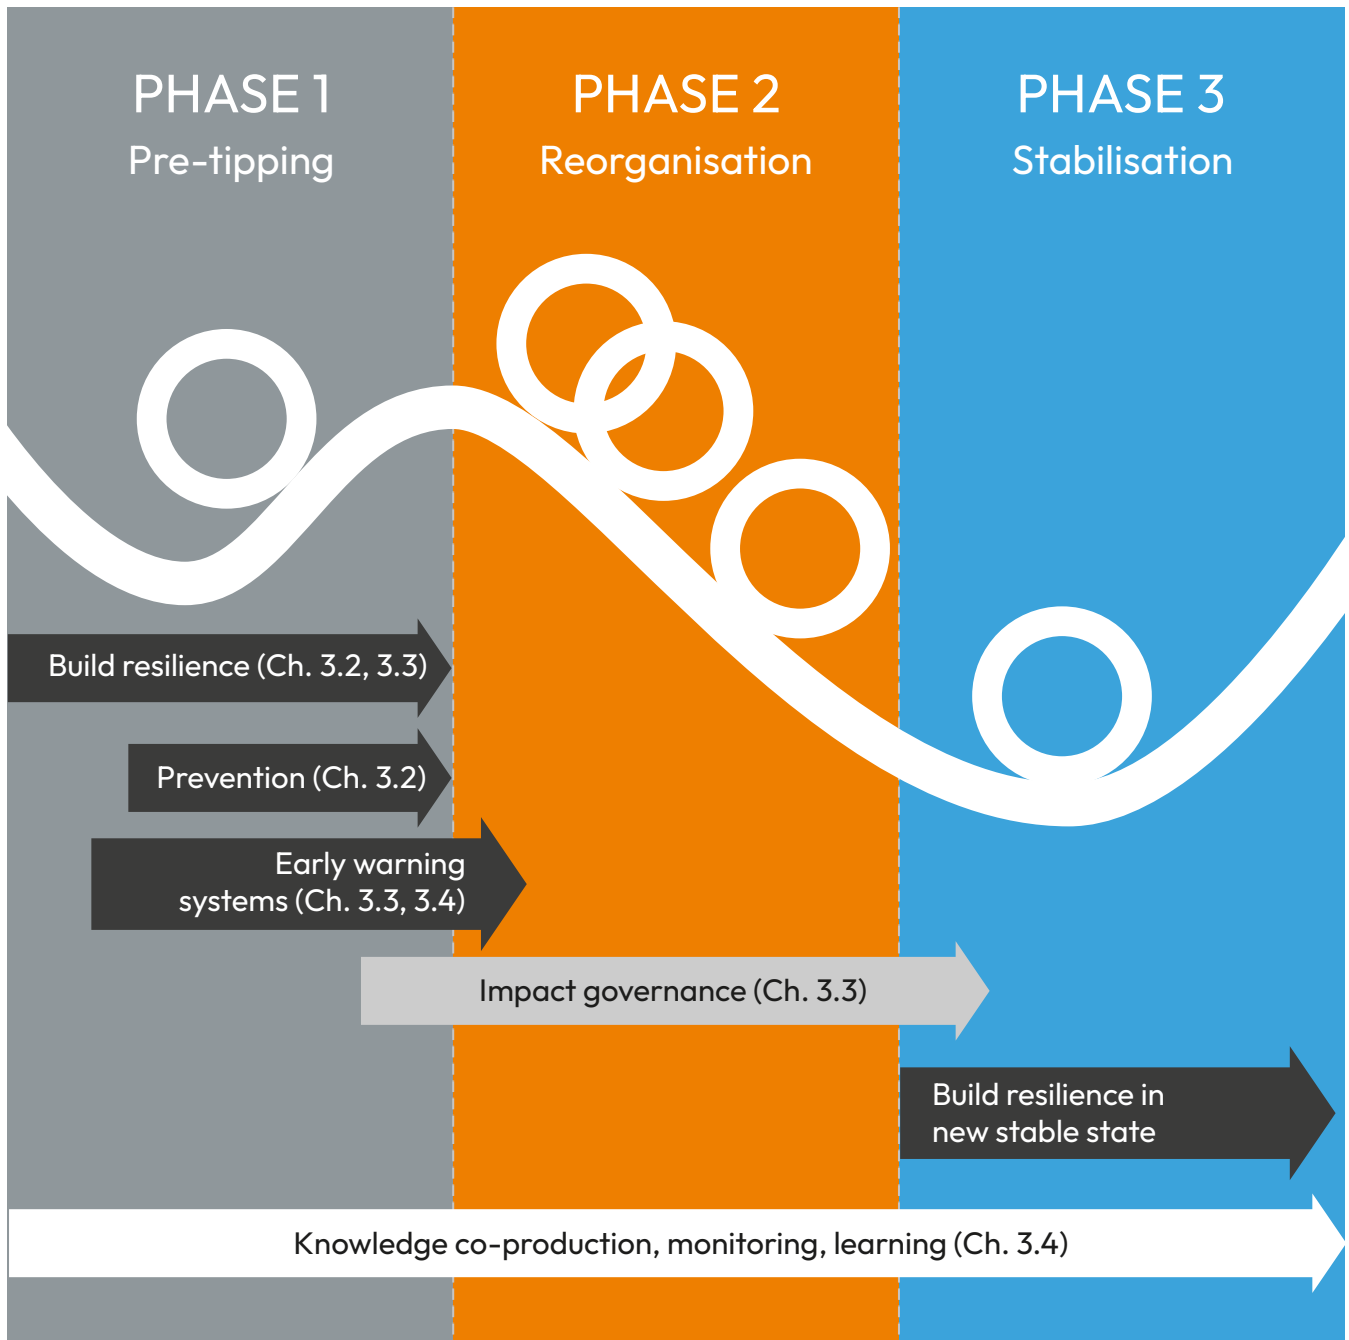 PHASE 1
Pre-tipping
PHASE 2
Reorganisation
PHASE 3
Stabilisation
Build resilience (Ch. 3.2, 3.3)
Prevention (Ch. 3.2)
Early warning
systems (Ch. 3.3, 3.4)
Impact governance (Ch. 3.3)
Build resilience in
new stable state
Knowledge co-production, monitoring, learning (Ch. 3.4)